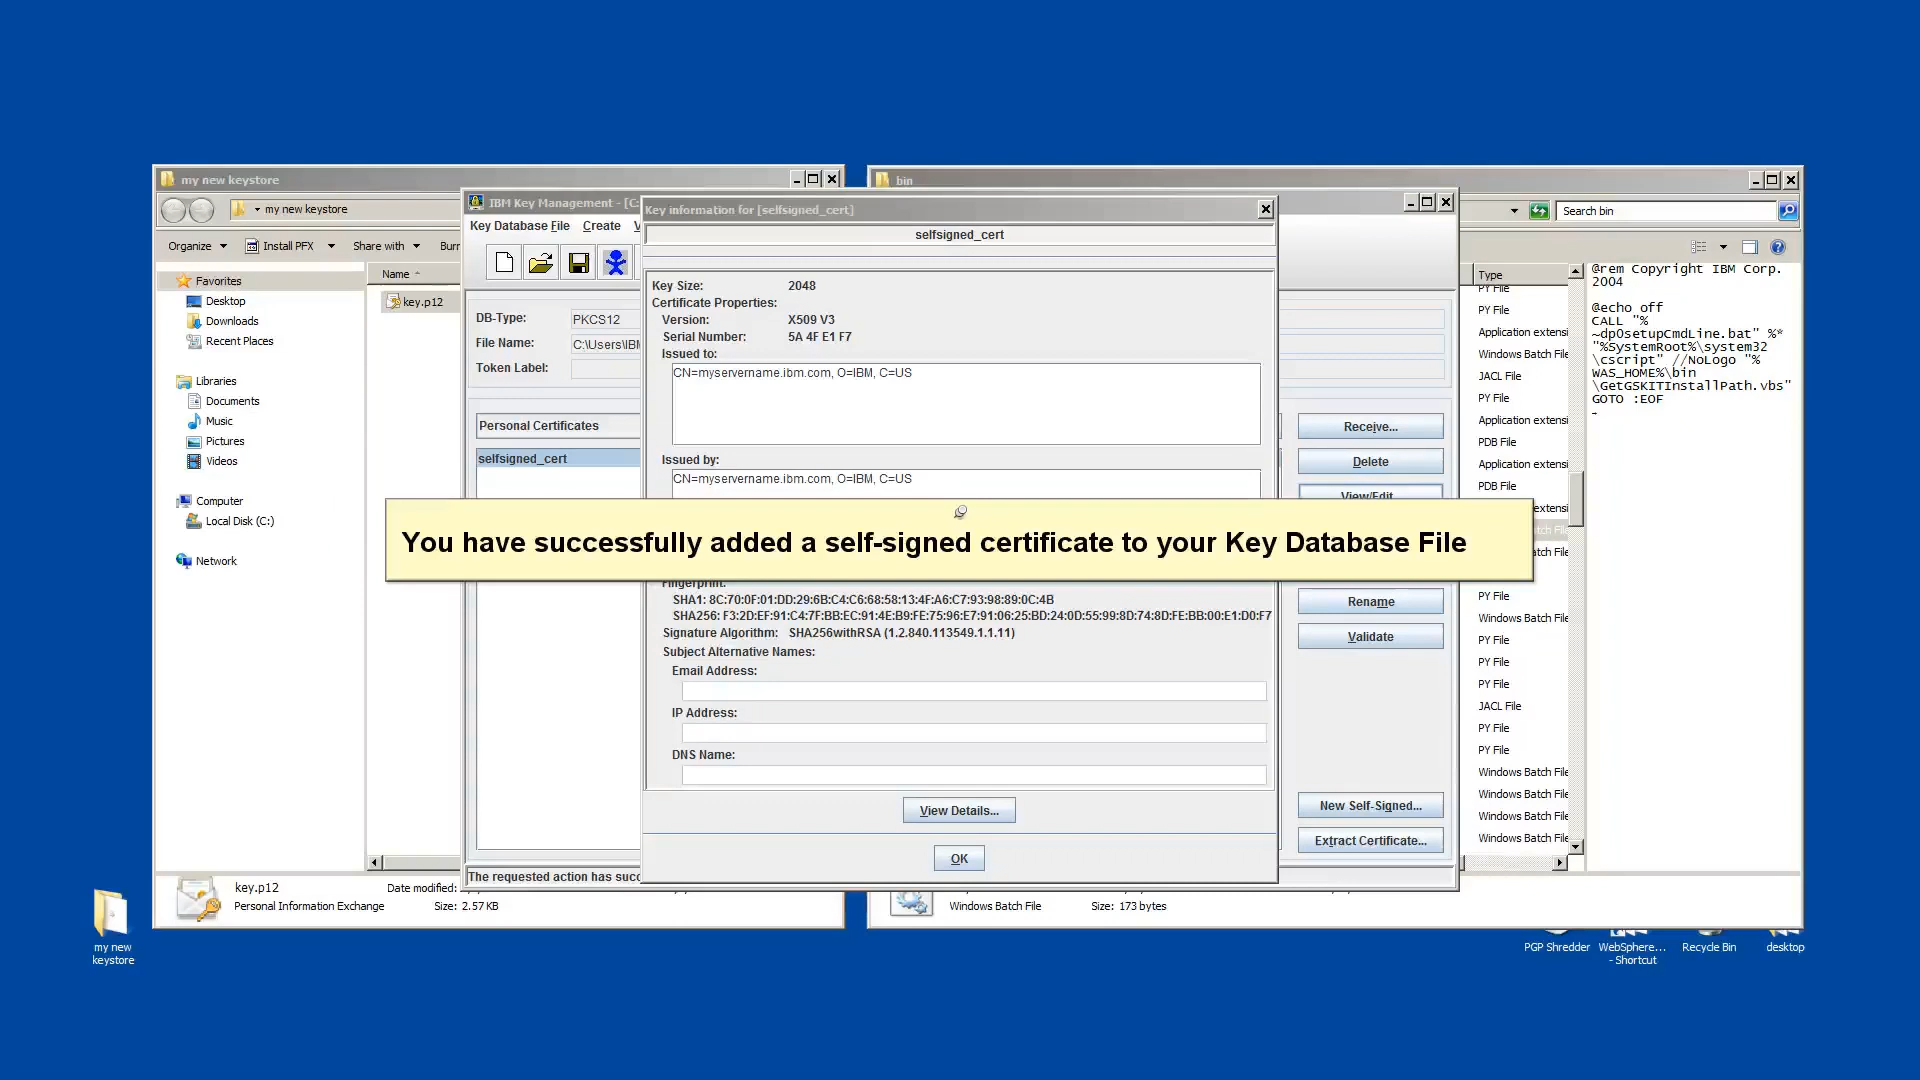 my new keystore
my new keystore
Organize
Install PFX
Share with
Burn
Favorites
Desktop
Downloads
Recent Places
Libraries
Documents
Music
Pictures
Videos
Computer
Local Disk (C:)
Network
Name
key.p12
key.p12
Date modified:
Personal Information Exchange
Size: 2.57 KB
IBM Key Management - [C:
Key Database File
Create
DB-Type:
PKCS12
File Name:
C:\Users\IBM
Token Label:
Personal Certificates
selfsigned_cert
The requested action has succ
Key information for [selfsigned_cert]
selfsigned_cert
Key Size:
2048
Certificate Properties:
Version:
X509 V3
Serial Number:
5A 4F E1 F7
Issued to:
CN=myservername.ibm.com, O=IBM, C=US
Issued by:
CN=myservername.ibm.com, O=IBM, C=US
You have successfully added a self-signed certificate to your Key Database File
Fingerprint:
SHA1: 8C:70:0F:01:DD:29:6B:C4:C6:68:58:13:4F:A6:C7:93:98:89:0C:4B
SHA256: F3:2D:EF:91:C4:7F:BB:EC:91:4E:B9:FE:75:96:E7:91:06:25:BD:24:0D:55:99:8D:74:8D:FE:BB:00:E1:D0:F7
Signature Algorithm:
SHA256withRSA (1.2.840.113549.1.1.11)
Subject Alternative Names:
Email Address:
IP Address:
DNS Name:
View Details...
OK
Receive...
Delete
View/Edit
Rename
Validate
New Self-Signed...
Extract Certificate...
bin
Search bin
Type
PY File
PY File
Application extensi
Windows Batch File
JACL File
PY File
Application extensi
PDB File
Application extensi
PDB File
extensi
tch File
tch File
PY File
Windows Batch File
PY File
PY File
PY File
JACL File
PY File
PY File
Windows Batch File
Windows Batch File
Windows Batch File
Windows Batch File
@rem Copyright IBM Corp.
2004
@echo off
CALL "%
~dp0setupCmdLine.bat" %*
"%SystemRoot%\system32
\cscript" //NoLogo "%
WAS_HOME%\bin
\GetGSKITInstallPath.vbs"
GOTO :EOF
Windows Batch File
Size: 173 bytes
my new
keystore
PGP Shredder
WebSphere...
- Shortcut
Recycle Bin
desktop